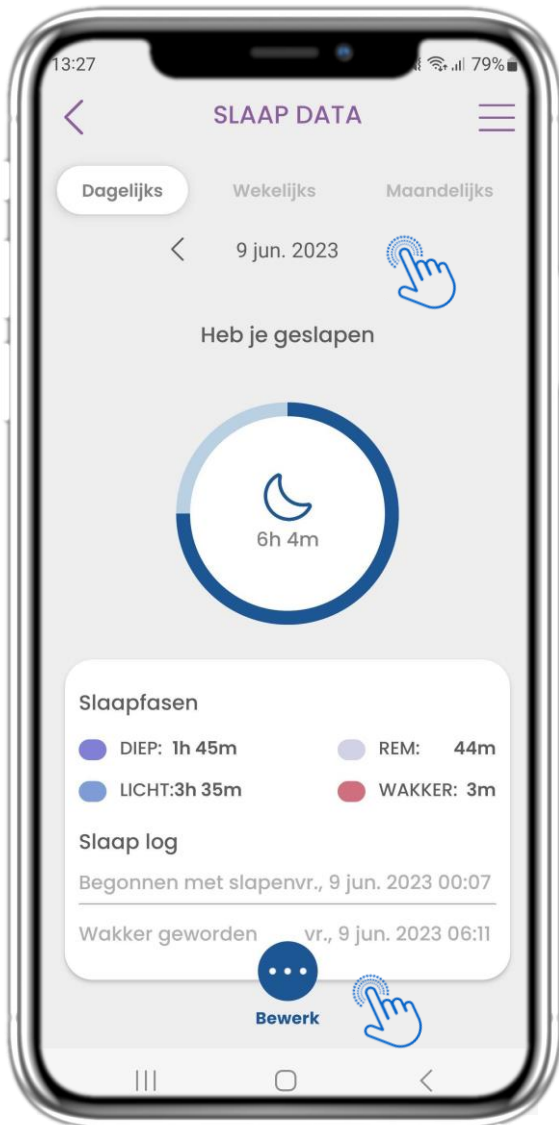 13:27 79%
SLAAP DATA
Dagelijks Wekelijks Maandelijks
9 jun. 2023
Heb je geslapen
6h 4m
Slaapfasen
DIEP: 1h 45m REM: 44m
LICHT:3h 35m WAKKER: 3m
Slaap log
Begonnen met slapenvr., 9 jun. 2023 00:07
Wakker geworden vr., 9 jun. 2023 06:11
Bewerk